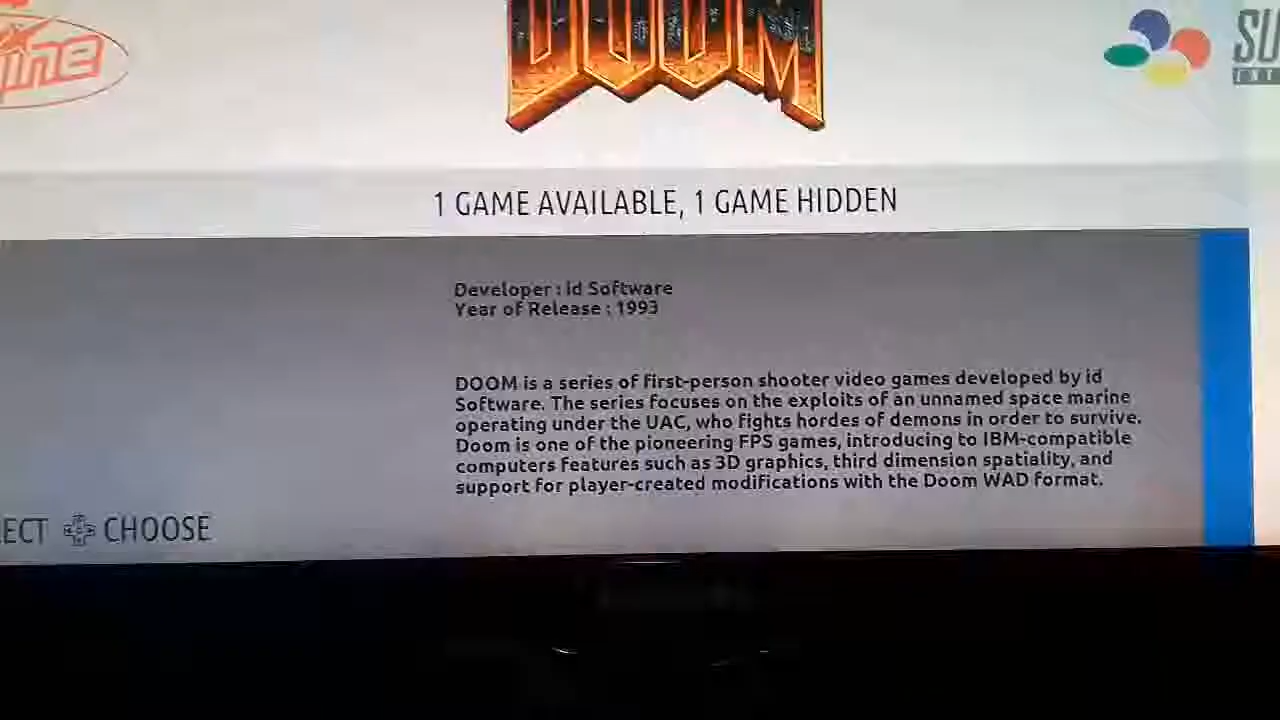 DOOM
1 GAME AVAILABLE, 1 GAME HIDDEN
Developer : id Software
Year of Release : 1993
DOOM is a series of first-person shooter video games developed by id
Software. The series focuses on the exploits of an unnamed space marine
operating under the UAC, who fights hordes of demons in order to survive.
Doom is one of the pioneering FPS games, introducing to IBM-compatible
computers features such as 3D graphics, third dimension spatiality, and
support for player-created modifications with the Doom WAD format.
CHOOSE